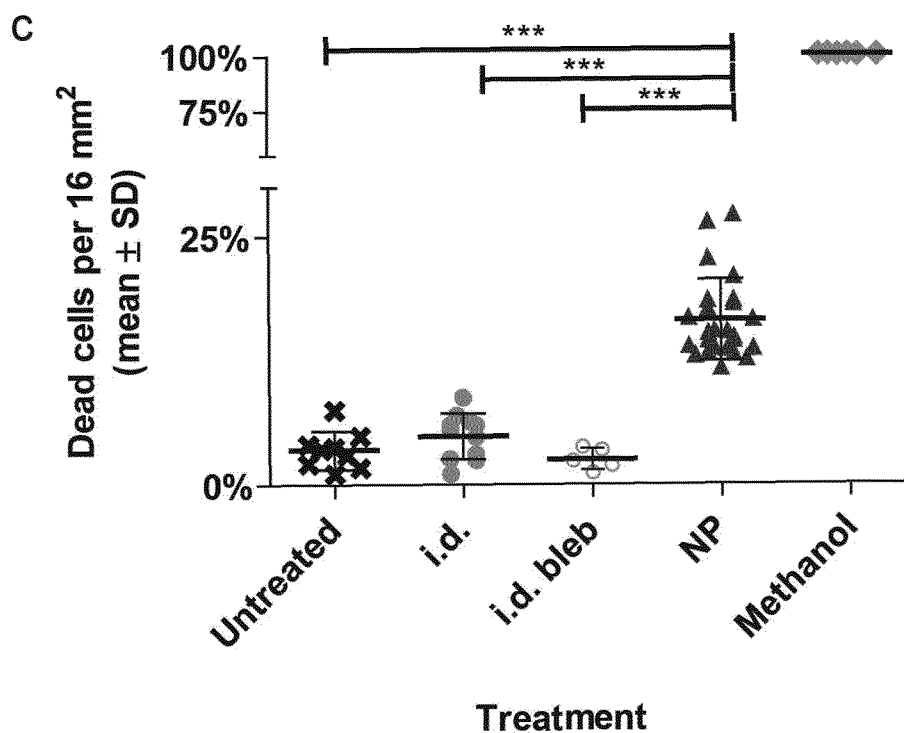 C
***
***
***
100%
75%
25%
0%
Dead cells per 16 mm²
(mean ± SD)
Untreated
i.d.
i.d. bleb
NP
Methanol
Treatment